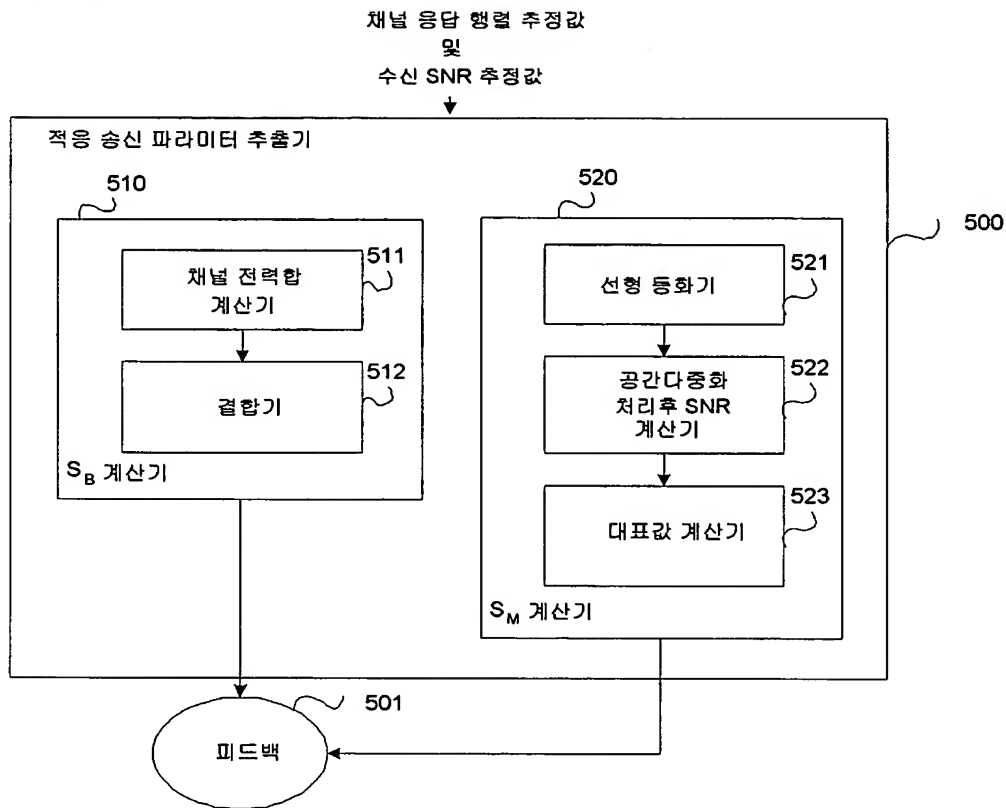 채널 응답 행렬 추정값
및
수신 SNR 추정값
적응 송신 파라미터 추출기
510
520
500
채널 전력합
계산기
511
결합기
512
S_B 계산기
선형 등화기
521
공간다중화
처리후 SNR
계산기
522
대표값 계산기
523
S_M 계산기
501
피드백